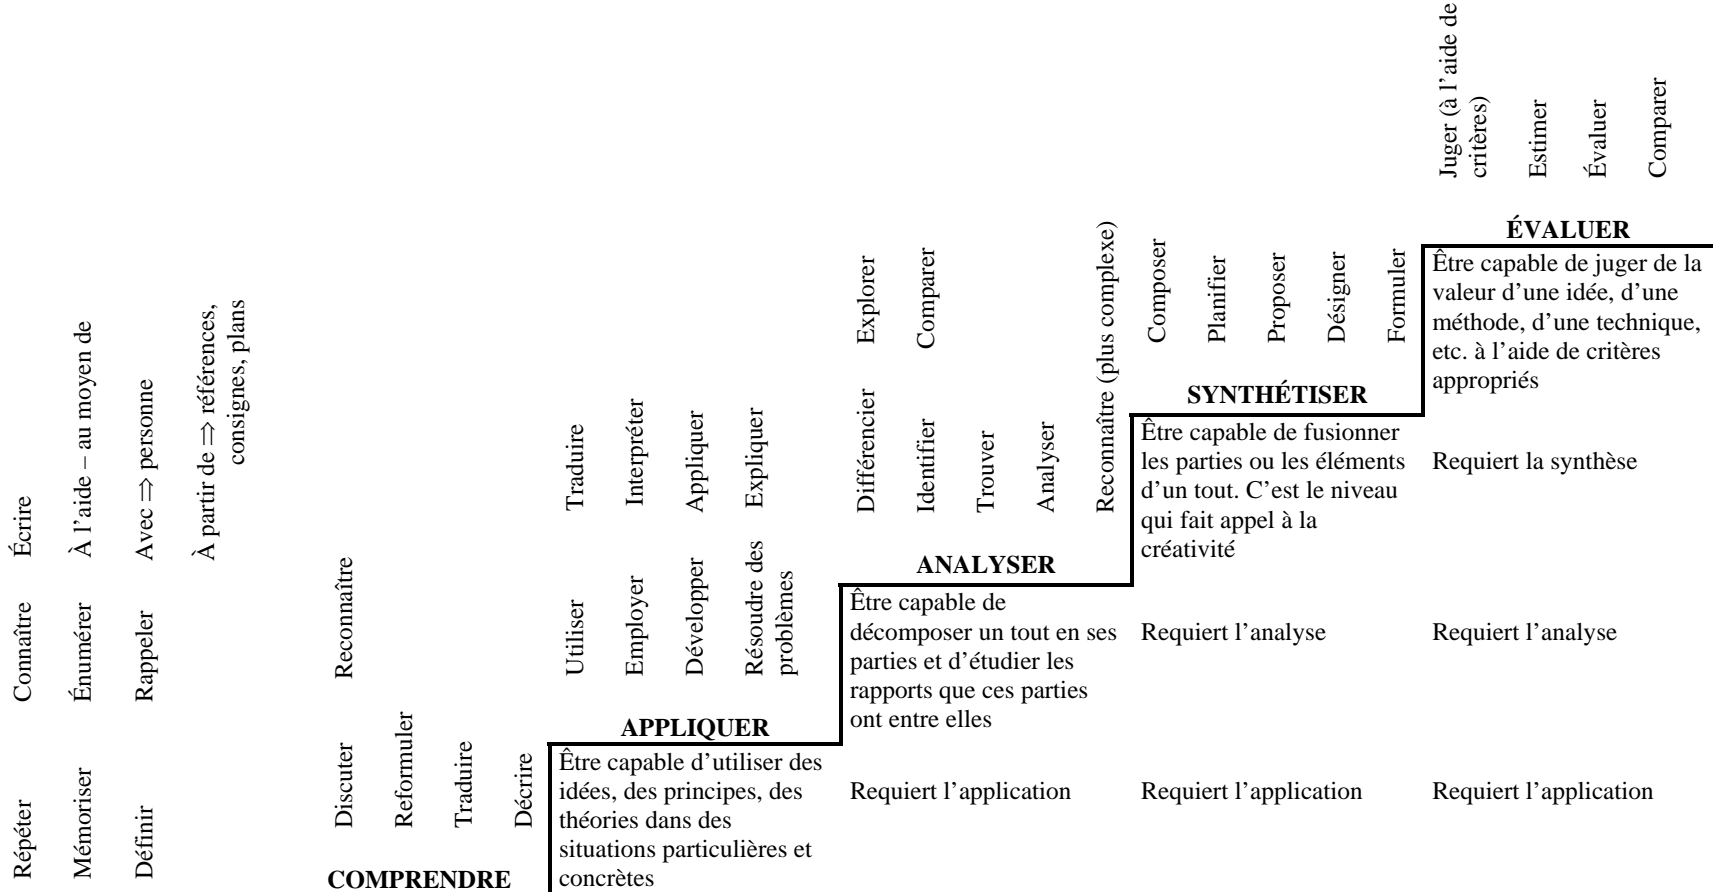 Juger (à l'aide de
critères)
Estimer
Évaluer
Comparer
ÉVALUER
Être capable de juger de la
valeur d'une idée, d'une
méthode, d'une technique,
etc. à l'aide de critères
appropriés
Requiert la synthèse
Requiert l'analyse
Requiert l'application
Composer
Planifier
Proposer
Désigner
Formuler
SYNTHÉTISER
Être capable de fusionner
les parties ou les éléments
d'un tout. C'est le niveau
qui fait appel à la
créativité
Requiert l'analyse
Requiert l'application
Explorer
Comparer
Différencier
Identifier
Trouver
Analyser
Reconnaître (plus complexe)
ANALYSER
Être capable de
décomposer un tout en ses
parties et d'étudier les
rapports que ces parties
ont entre elles
Requiert l'application
Traduire
Interpréter
Appliquer
Expliquer
Utiliser
Employer
Développer
Résoudre des
problèmes
APPLIQUER
Être capable d'utiliser des
idées, des principes, des
théories dans des
situations particulières et
concrètes
Reconnaître
Discuter
Reformuler
Traduire
Décrire
COMPRENDRE
Écrire
À l'aide – au moyen de
Avec ⇒ personne
À partir de ⇒ références,
consignes, plans
Connaître
Énumérer
Rappeler
Répéter
Mémoriser
Définir